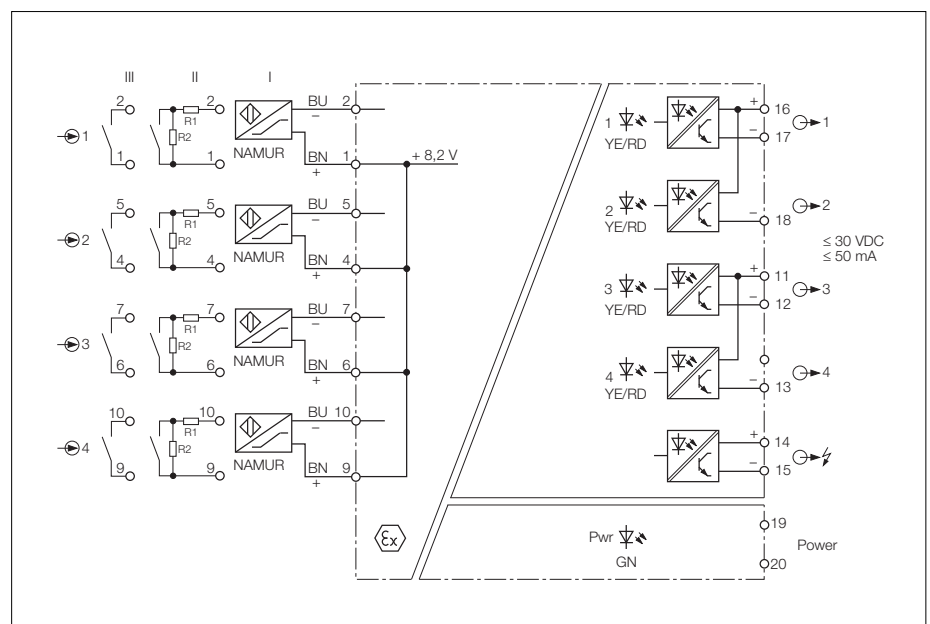 III II I
2 2 BU 2
R1 –
R2
1
1 1 BN 1 + 8,2 V
NAMUR +
5 5 BU 5
R1 –
R2
2
4 4 BN 4
NAMUR +
7 7 BU 7
R1 –
R2
3
6 6 BN 6
NAMUR +
10 10 BU 10
R1 –
R2
4
9 9 BN 9
NAMUR +
Ex
1
YE/RD
+ 16
– 17
1
2
YE/RD
– 18
2
≤ 30 VDC
≤ 50 mA
3
YE/RD
+ 11
– 12
3
4
YE/RD
– 13
4
+ 14
– 15
Pwr
GN
19
20
Power